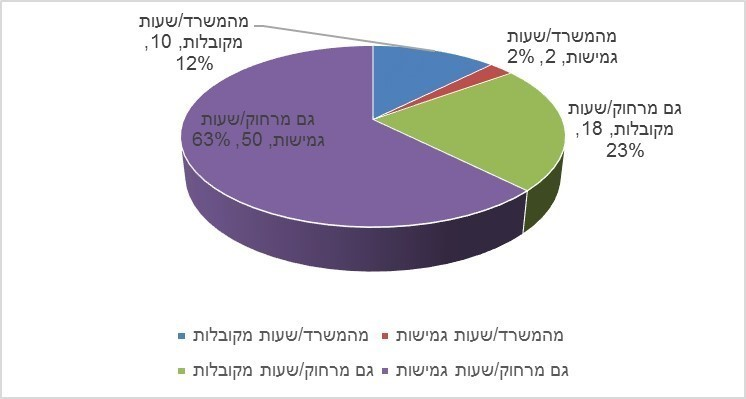 מהמשרד/שעות
מקובלות, 10,
12%
מהמשרד/שעות
גמישות, 2, 2%
גם מרחוק/שעות
מקובלות, 18,
23%
גם מרחוק/שעות
גמישות, 50, 63%
מהמשרד/שעות מקובלות
מהמשרד/שעות גמישות
גם מרחוק/שעות מקובלות
גם מרחוק/שעות גמישות